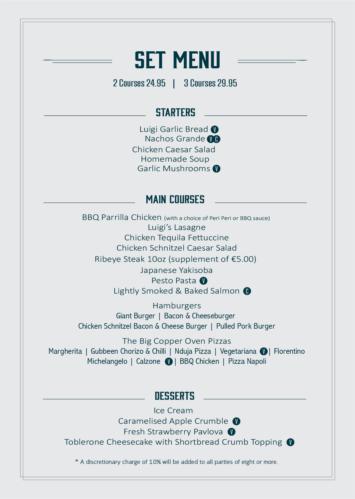 SET MENU
2 Courses 24.95 | 3 Courses 29.95
STARTERS
Luigi Garlic Bread V
Nachos Grande V C
Chicken Caesar Salad
Homemade Soup
Garlic Mushrooms V
MAIN COURSES
BBQ Parrilla Chicken (with a choice of Peri Peri or BBQ sauce)
Luigi's Lasagne
Chicken Tequila Fettuccine
Chicken Schnitzel Caesar Salad
Ribeye Steak 10oz (supplement of €5.00)
Japanese Yakisoba
Pesto Pasta V
Lightly Smoked & Baked Salmon C
Hamburgers
Giant Burger | Bacon & Cheeseburger
Chicken Schnitzel Bacon & Cheese Burger | Pulled Pork Burger
The Big Copper Oven Pizzas
Margherita | Gubbeen Chorizo & Chilli | Nduja Pizza | Vegetariana V | Florentino
Michelangelo | Calzone V | BBQ Chicken | Pizza Napoli
DESSERTS
Ice Cream
Caramelised Apple Crumble V
Fresh Strawberry Pavlova V
Toblerone Cheesecake with Shortbread Crumb Topping V
* A discretionary charge of 10% will be added to all parties of eight or more.